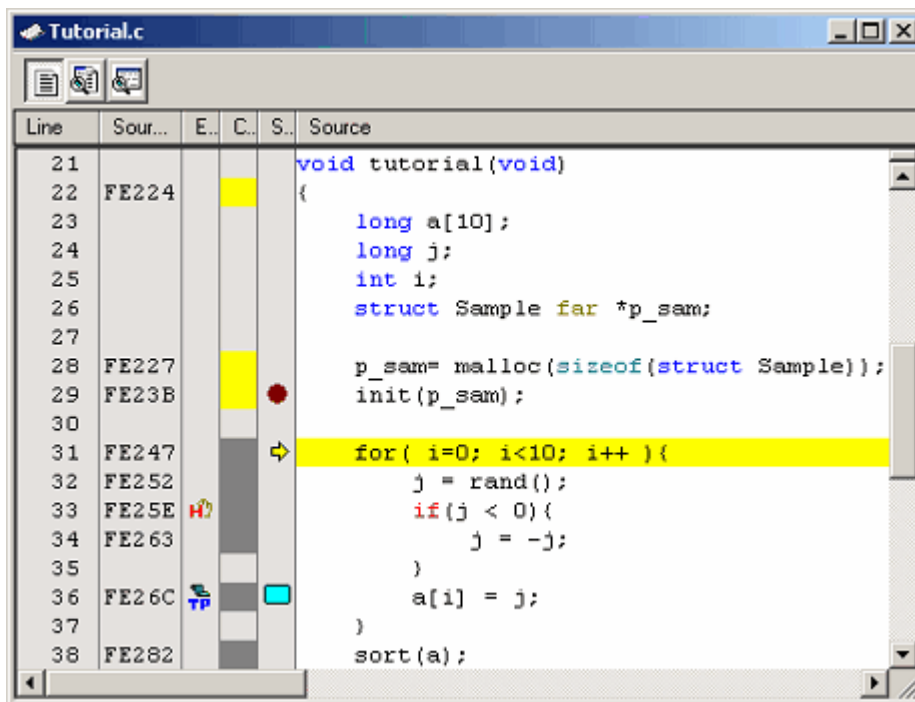 Tutorial.c
Line Sour... E.. C.. S.. Source
21 void tutorial(void)
22 FE224 {
23 long a[10];
24 long j;
25 int i;
26 struct Sample far *p_sam;
27
28 FE227 p_sam= malloc(sizeof(struct Sample));
29 FE23B init(p_sam);
30
31 FE247 for( i=0; i<10; i++ ){
32 FE252 j = rand();
33 FE25E H if(j < 0){
34 FE263 j = -j;
35 }
36 FE26C TP a[i] = j;
37 }
38 FE282 sort(a);